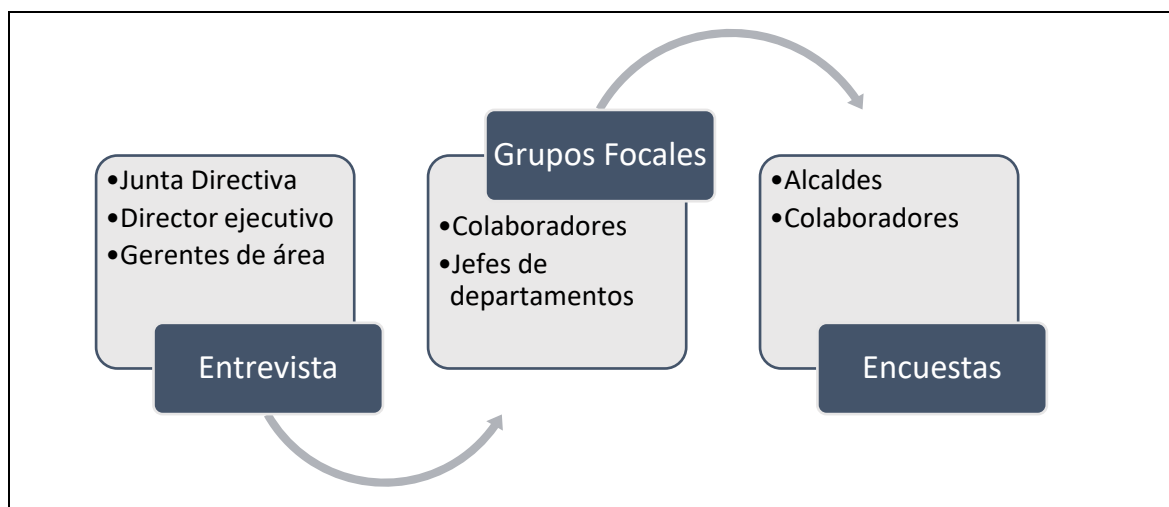 •Junta Directiva
•Director ejecutivo
•Gerentes de área
Entrevista
Grupos Focales
•Colaboradores
•Jefes de
departamentos
•Alcaldes
•Colaboradores
Encuestas